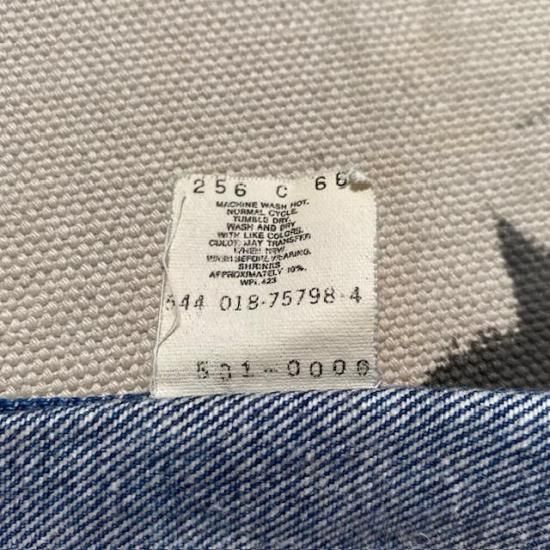 256 C 66
MACHINE WASH HOT.
NORMAL CYCLE.
TUMBLE DRY.
WASH AND DRY
WITH LIKE COLORS.
COLOR MAY TRANSFER
WHEN NEW.
WASH BEFORE WEARING.
SHRINKS
APPROXIMATELY 10%.
WPL 423
544 018-75798-4
501-0000